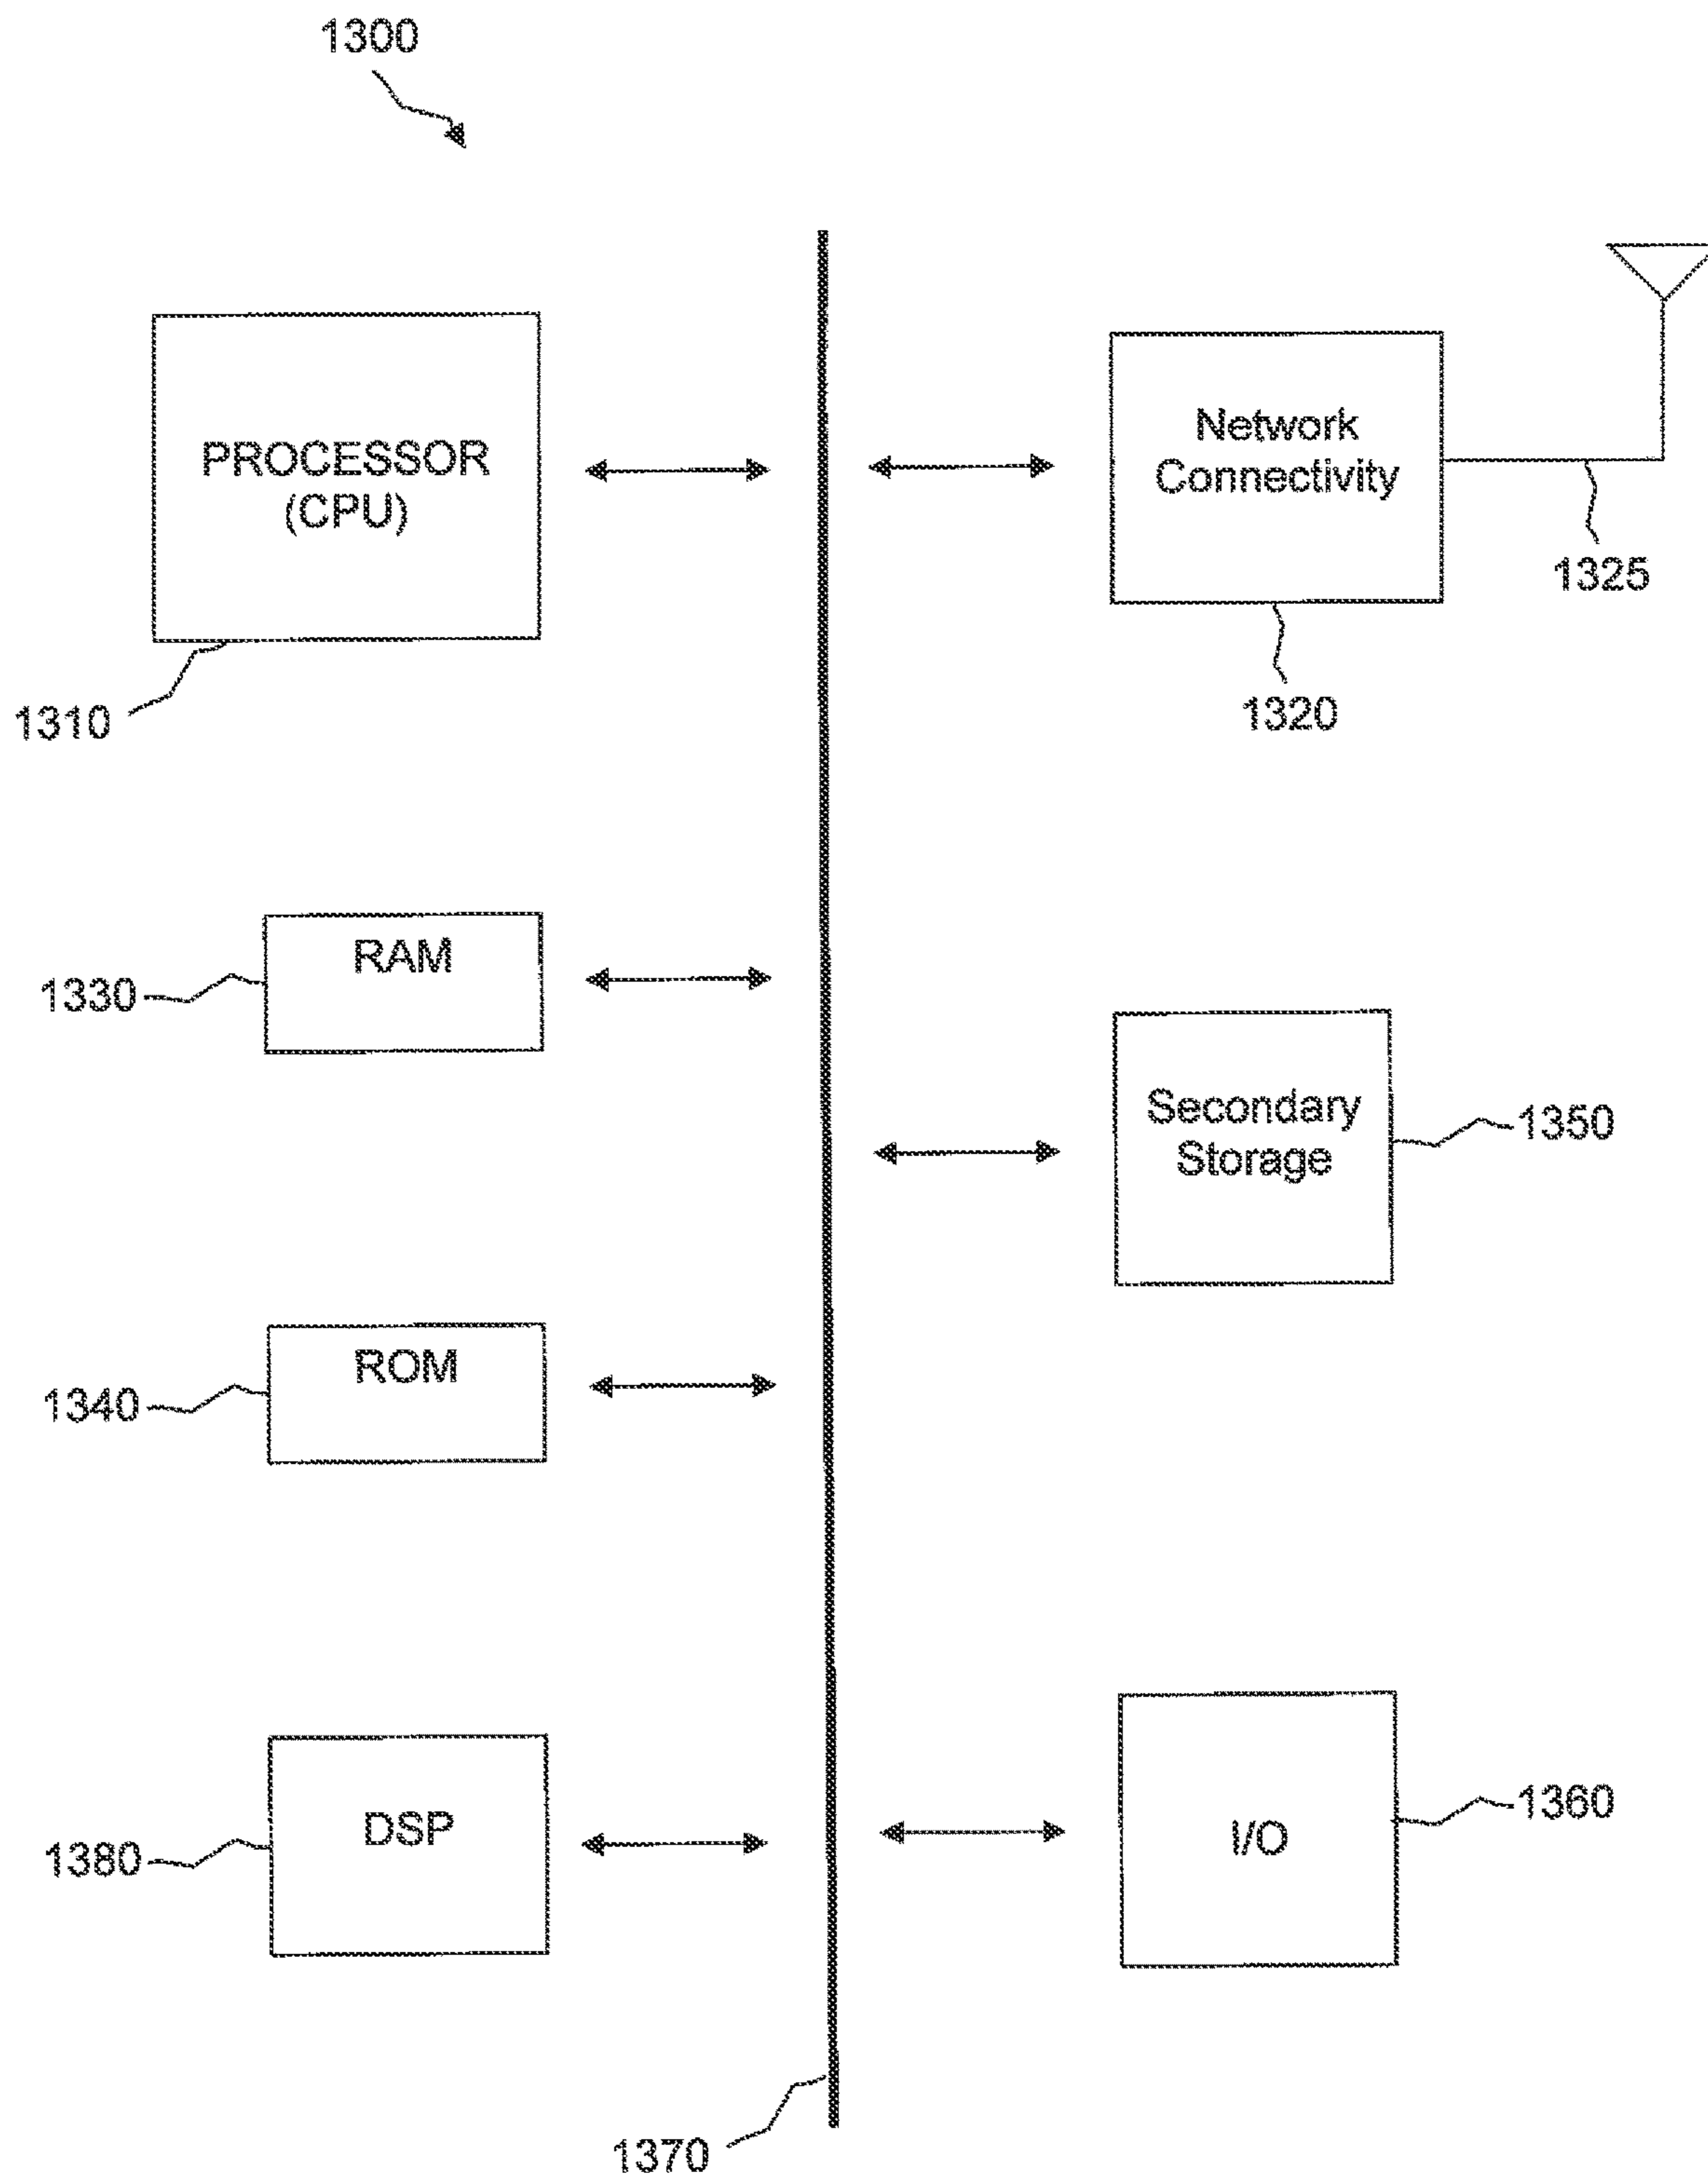 1300
PROCESSOR
(CPU)
1310
Network
Connectivity
1325
1320
RAM
1330
Secondary
Storage
1350
ROM
1340
DSP
1380
I/O
1360
1370